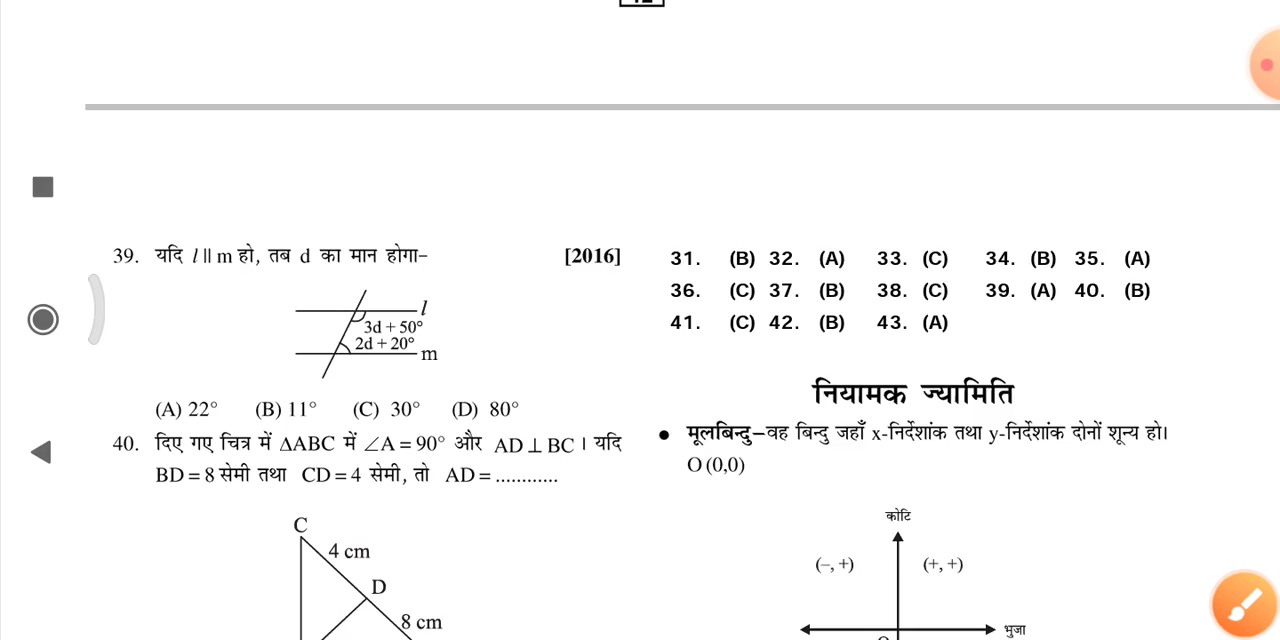 39. यदि l || m हो, तब d का मान होगा– [2016]
l
3d + 50°
2d + 20°
m
(A) 22° (B) 11° (C) 30° (D) 80°
40. दिए गए चित्र में ΔABC में ∠A = 90° और AD ⊥ BC। यदि
BD = 8 सेमी तथा CD = 4 सेमी, तो AD = ............
C
4 cm
D
8 cm
31. (B) 32. (A) 33. (C) 34. (B) 35. (A)
36. (C) 37. (B) 38. (C) 39. (A) 40. (B)
41. (C) 42. (B) 43. (A)
नियामक ज्यामिति
● मूलबिन्दु–वह बिन्दु जहाँ x-निर्देशांक तथा y-निर्देशांक दोनों शून्य हो।
O (0,0)
कोटि
(–, +) (+, +)
भुजा